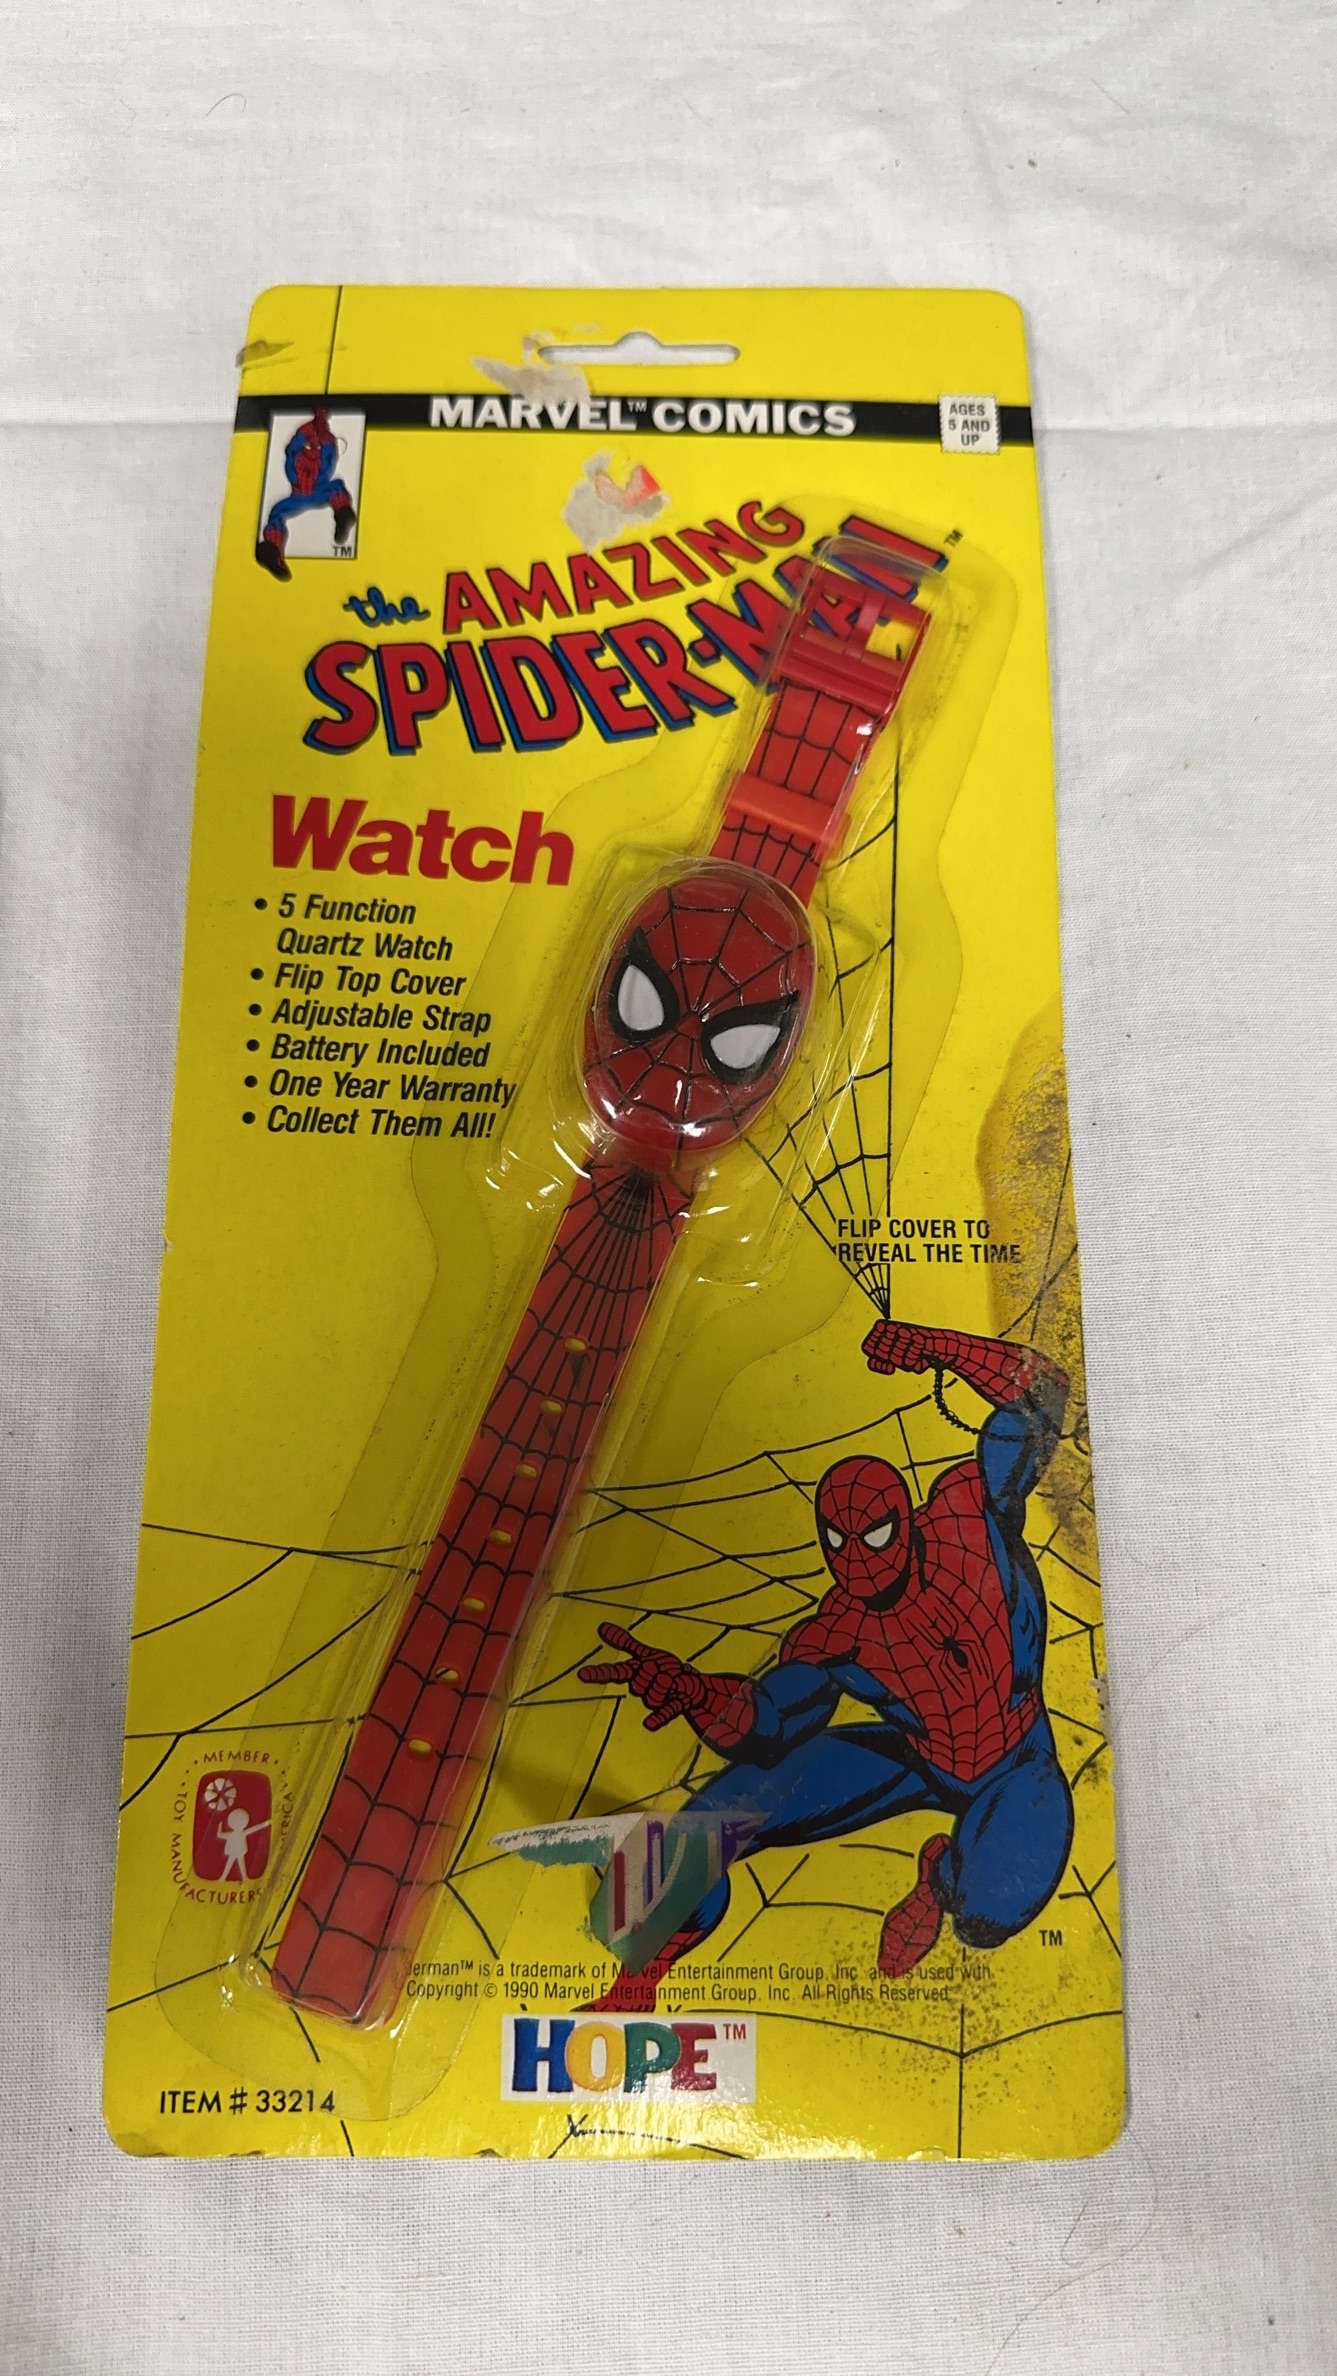 MARVEL™ COMICS
AGES
5 AND
UP
TM
the AMAZING
SPIDER-MAN™
Watch
• 5 Function
Quartz Watch
• Flip Top Cover
• Adjustable Strap
• Battery Included
• One Year Warranty
• Collect Them All!
FLIP COVER TO
REVEAL THE TIME
• MEMBER •
TOY MANUFACTURERS
TM
erman™ is a trademark of Marvel Entertainment Group, Inc. and is used with
Copyright © 1990 Marvel Entertainment Group. Inc. All Rights Reserved.
HOPE™
ITEM # 33214